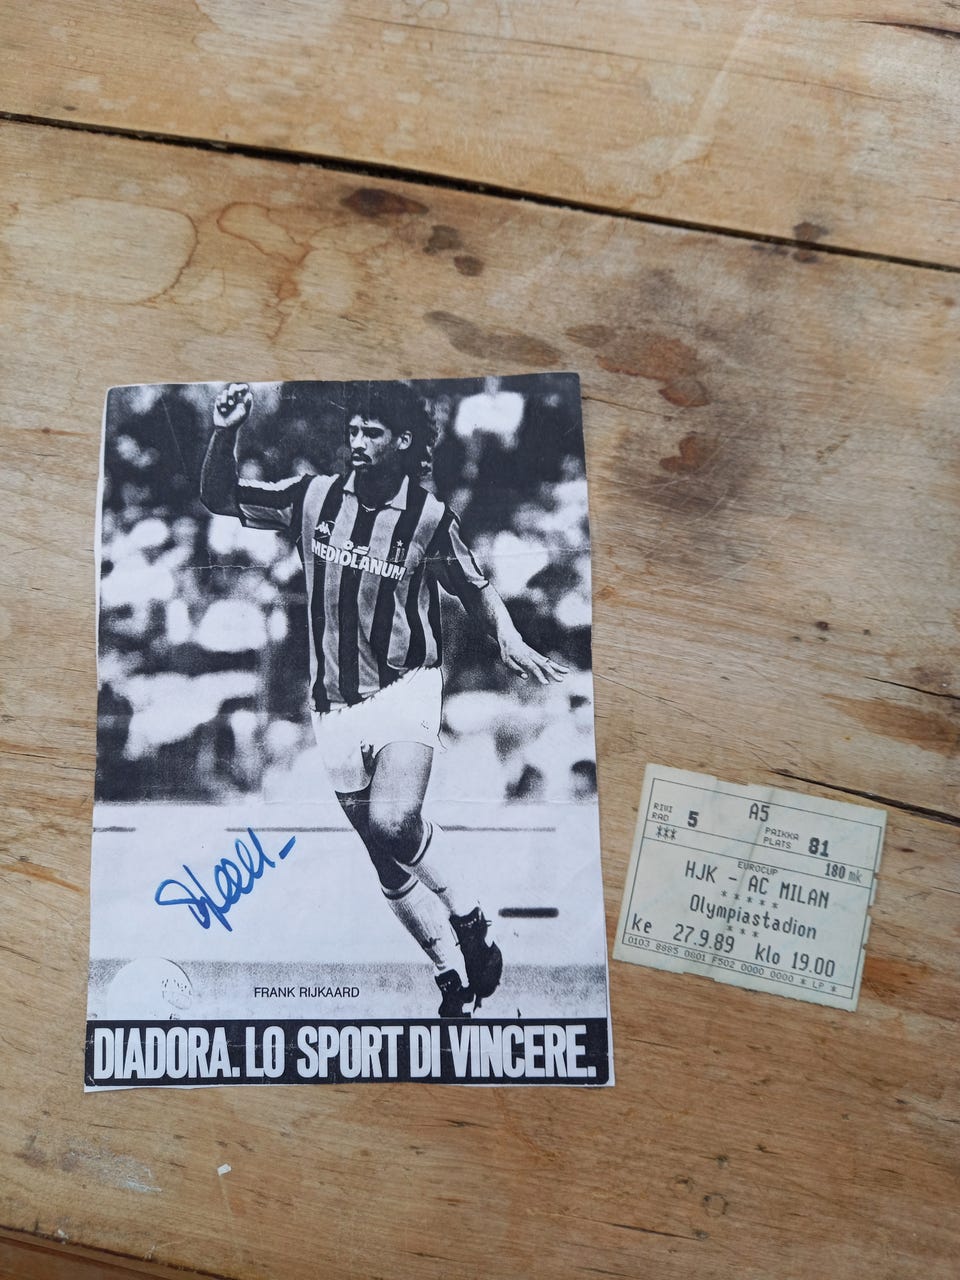 MEDIOLANUM
FRANK RIJKAARD
DIADORA. LO SPORT DI VINCERE.
A5
RIVI
RAD 5
PAIKKA
PLATS 81
***
180 mk
EUROCUP
HJK - AC MILAN
*****
Olympiastadion
***
ke 27.9.89 klo 19.00
0103 8885 0801 F502 0000 0000 * LP *